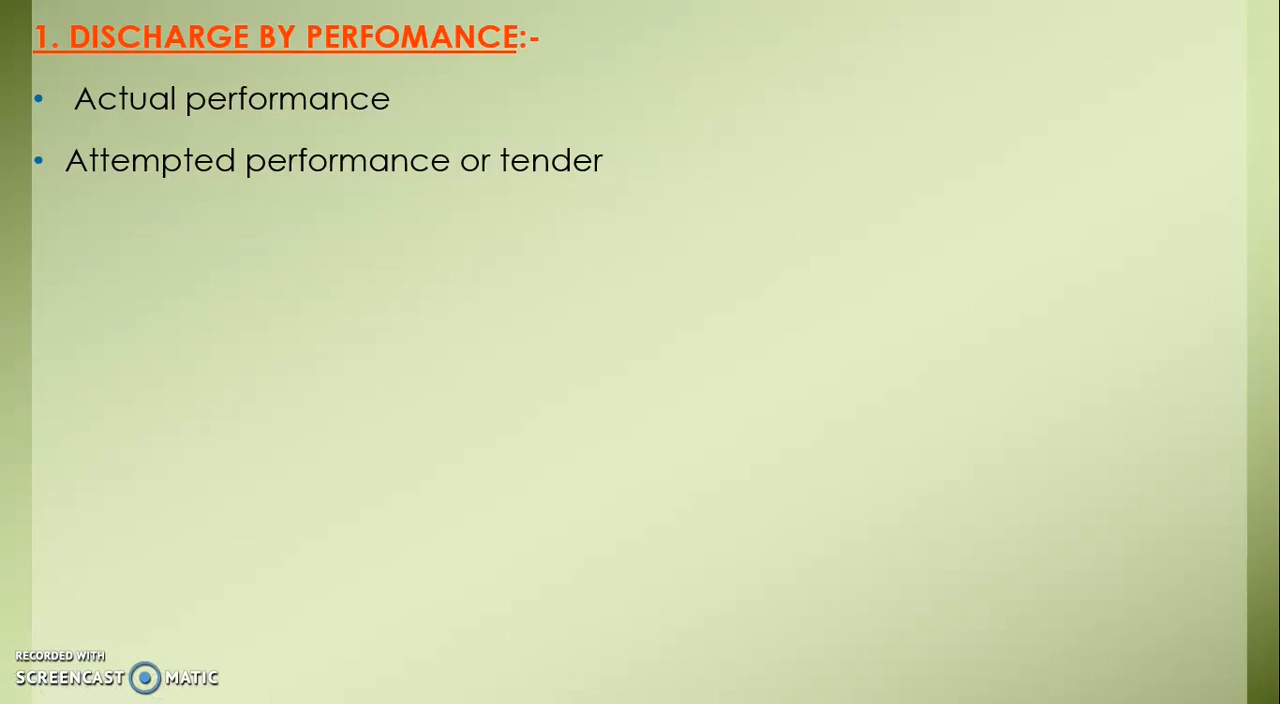 1. DISCHARGE BY PERFOMANCE:-
• Actual performance
• Attempted performance or tender
RECORDED WITH
SCREENCAST MATIC